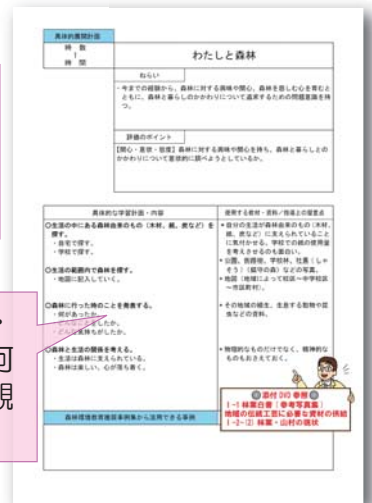 具体的展開計画
時数
1
時間
わたしと森林
ねらい
・今までの経験から、森林に対する興味や関心、森林を慈しむ心を育むと
ともに、森林と暮らしのかかわりについて追求するための問題意識を持
つ。
評価のポイント
【関心・意欲・態度】森林に対する興味や関心を持ち、森林と暮らしとの
かかわりについて意欲的に調べようとしているか。
具体的な学習計画・内容
使用する教材・資料/指導上の留意点
○生活の中にある森林由来のもの(木材、紙、炭など)を
探す。
・自宅で探す。
・学校で探す。
○生活の範囲内で森林を探す。
・地図に記入していく。
○森林に行った時のことを発表する。
・何があったか。
・どんなことをしたか。
・どんな気持ちがしたか。
○森林と生活の関係を考える。
・生活は森林に支えられている。
・森林は楽しい、心が落ち着く。
・自分の生活が森林由来のもの(木材、
紙、炭など)に支えられていること
に気付かせる。学校での紙の使用量
を考えさせるのも面白い。
・公園、街路樹、学校林、社叢(しゃ
そう)(鎮守の森)などの写真。
・地図(地域によって校区〜中学校区
〜市区町村)。
・その地域の植生、生息する動物や昆
虫などの資料。
・物理的なものだけでなく、精神的な
ものもおさえておく。
森林環境教育推進事例集から活用できる事例
添付DVD参照
1-1 林業白書(参考写真集)
地域の伝統工芸に必要な資材の供給
1-2-(2) 林業・山村の現状
何
観